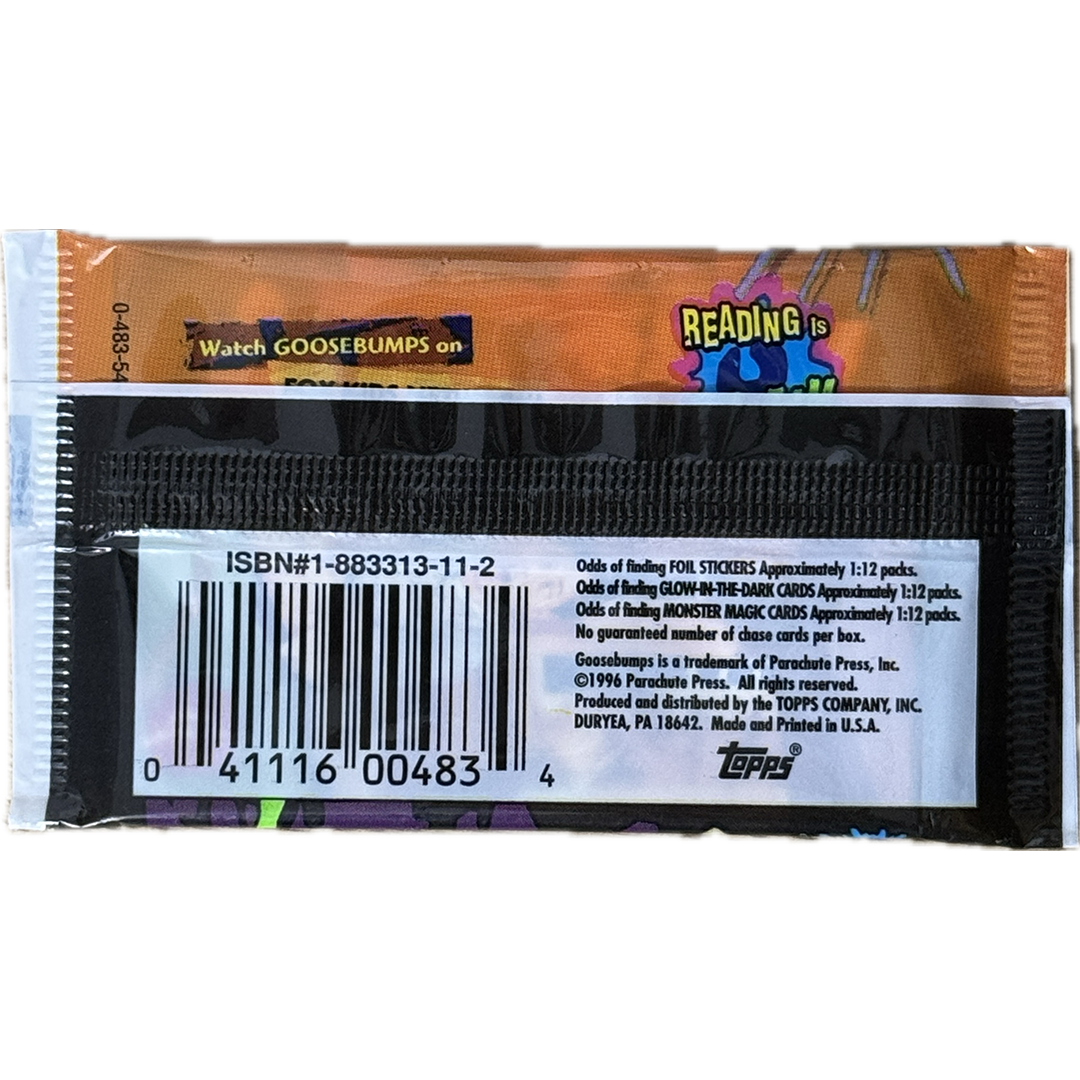 0-483-54
Watch GOOSEBUMPS on
FOX KIDS
READING is
ISBN#1-883313-11-2
0 41116 00483 4
Odds of finding FOIL STICKERS Approximately 1:12 packs.
Odds of finding GLOW-IN-THE-DARK CARDS Approximately 1:12 packs.
Odds of finding MONSTER MAGIC CARDS Approximately 1:12 packs.
No guaranteed number of chase cards per box.
Goosebumps is a trademark of Parachute Press, Inc.
©1996 Parachute Press. All rights reserved.
Produced and distributed by the TOPPS COMPANY, INC.
DURYEA, PA 18642. Made and Printed in U.S.A.
topps®